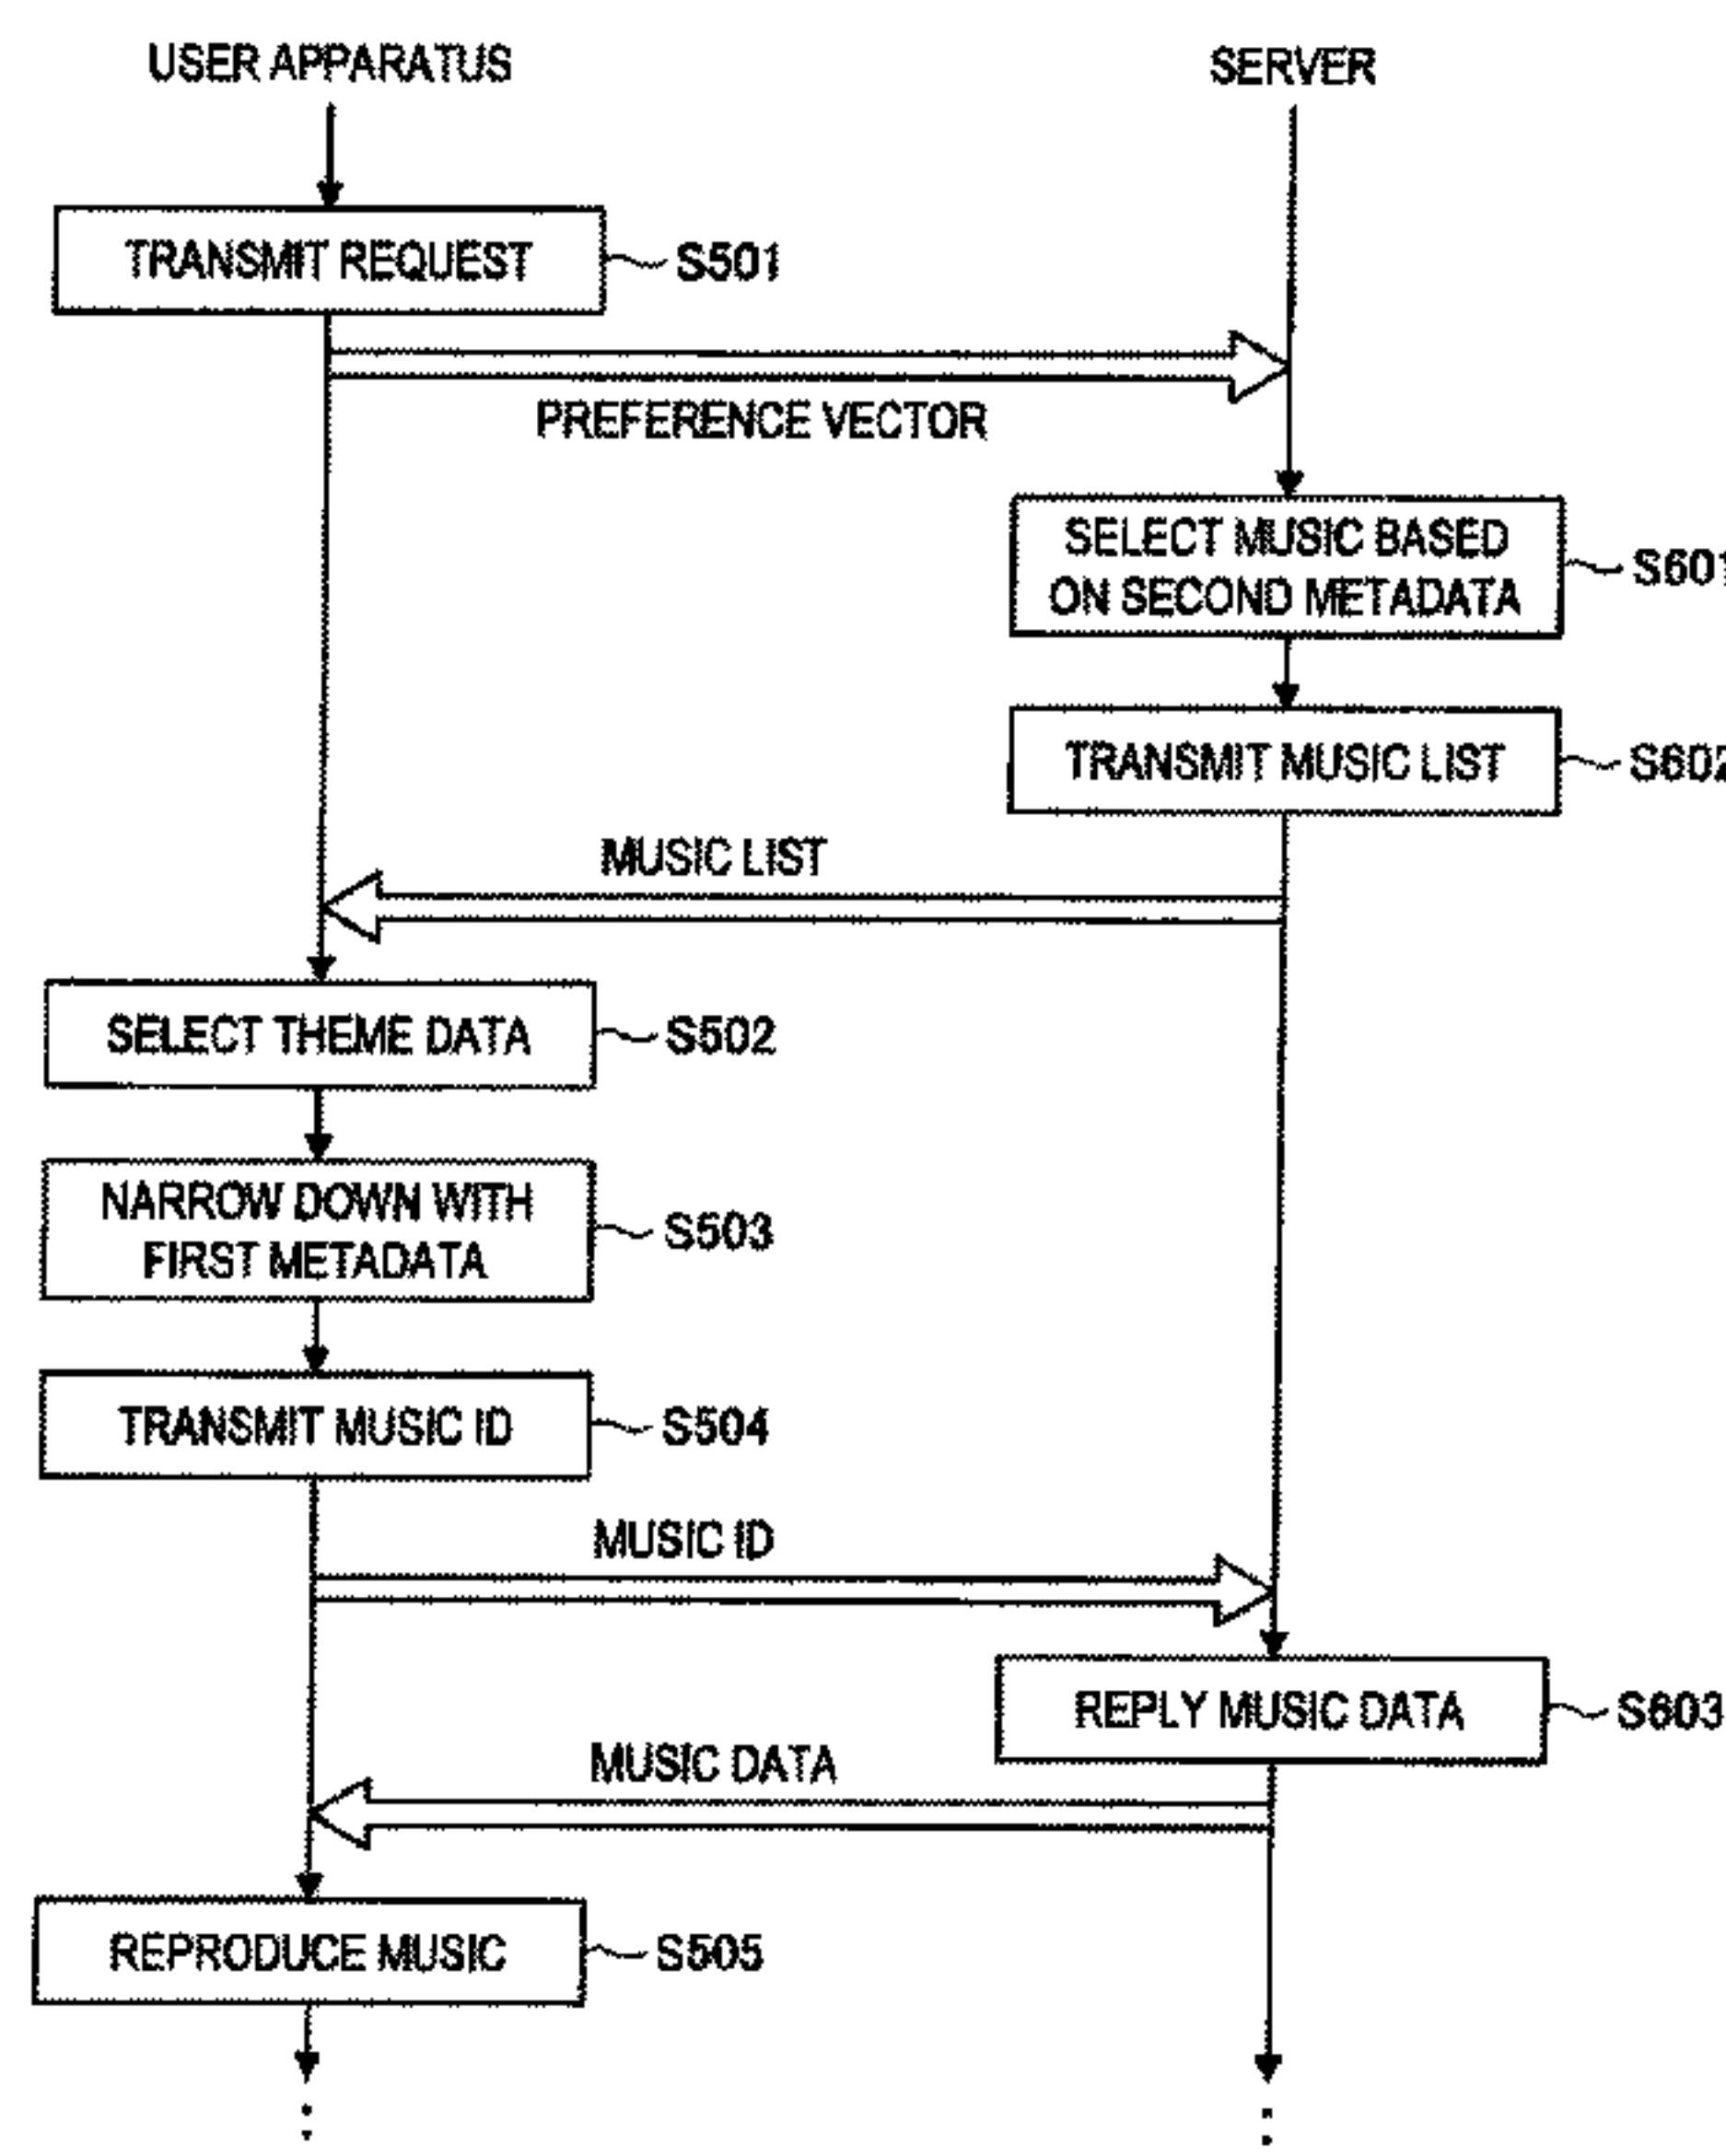 USER APPARATUS
SERVER
TRANSMIT REQUEST
S501
PREFERENCE VECTOR
SELECT MUSIC BASED
ON SECOND METADATA
S601
TRANSMIT MUSIC LIST
S602
MUSIC LIST
SELECT THEME DATA
S502
NARROW DOWN WITH
FIRST METADATA
S503
TRANSMIT MUSIC ID
S504
MUSIC ID
REPLY MUSIC DATA
S603
MUSIC DATA
REPRODUCE MUSIC
S505